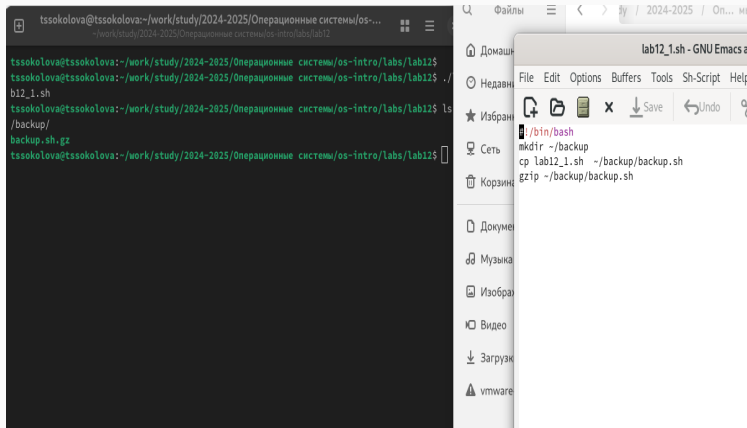 tssokolova@tssokolova:~/work/study/2024-2025/Операционные системы/os-...
~/work/study/2024-2025/Операционные системы/os-intro/labs/lab12
tssokolova@tssokolova:~/work/study/2024-2025/Операционные системы/os-intro/labs/lab12$
tssokolova@tssokolova:~/work/study/2024-2025/Операционные системы/os-intro/labs/lab12$ ./
b12_1.sh
tssokolova@tssokolova:~/work/study/2024-2025/Операционные системы/os-intro/labs/lab12$ ls
/backup/
backup.sh.gz
tssokolova@tssokolova:~/work/study/2024-2025/Операционные системы/os-intro/labs/lab12$
Файлы
dy / 2024-2025 / Оп...
Домаш
Недавн
Избран
Сеть
Корзина
Докуме
Музыка
Изобра
Видео
Загрузк
vmware
lab12_1.sh - GNU Emacs a
File Edit Options Buffers Tools Sh-Script Help
Save Undo
#!/bin/bash
mkdir ~/backup
cp lab12_1.sh ~/backup/backup.sh
gzip ~/backup/backup.sh